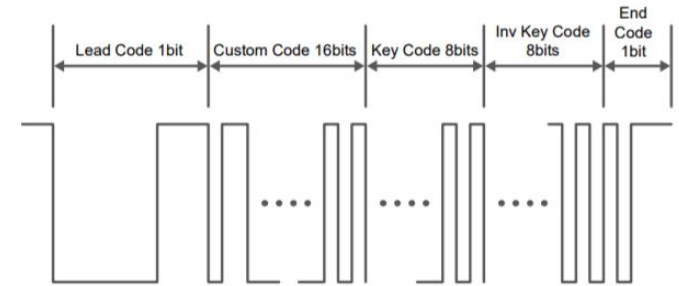 Lead Code 1bit
Custom Code 16bits
Key Code 8bits
Inv Key Code
8bits
End
Code
1bit